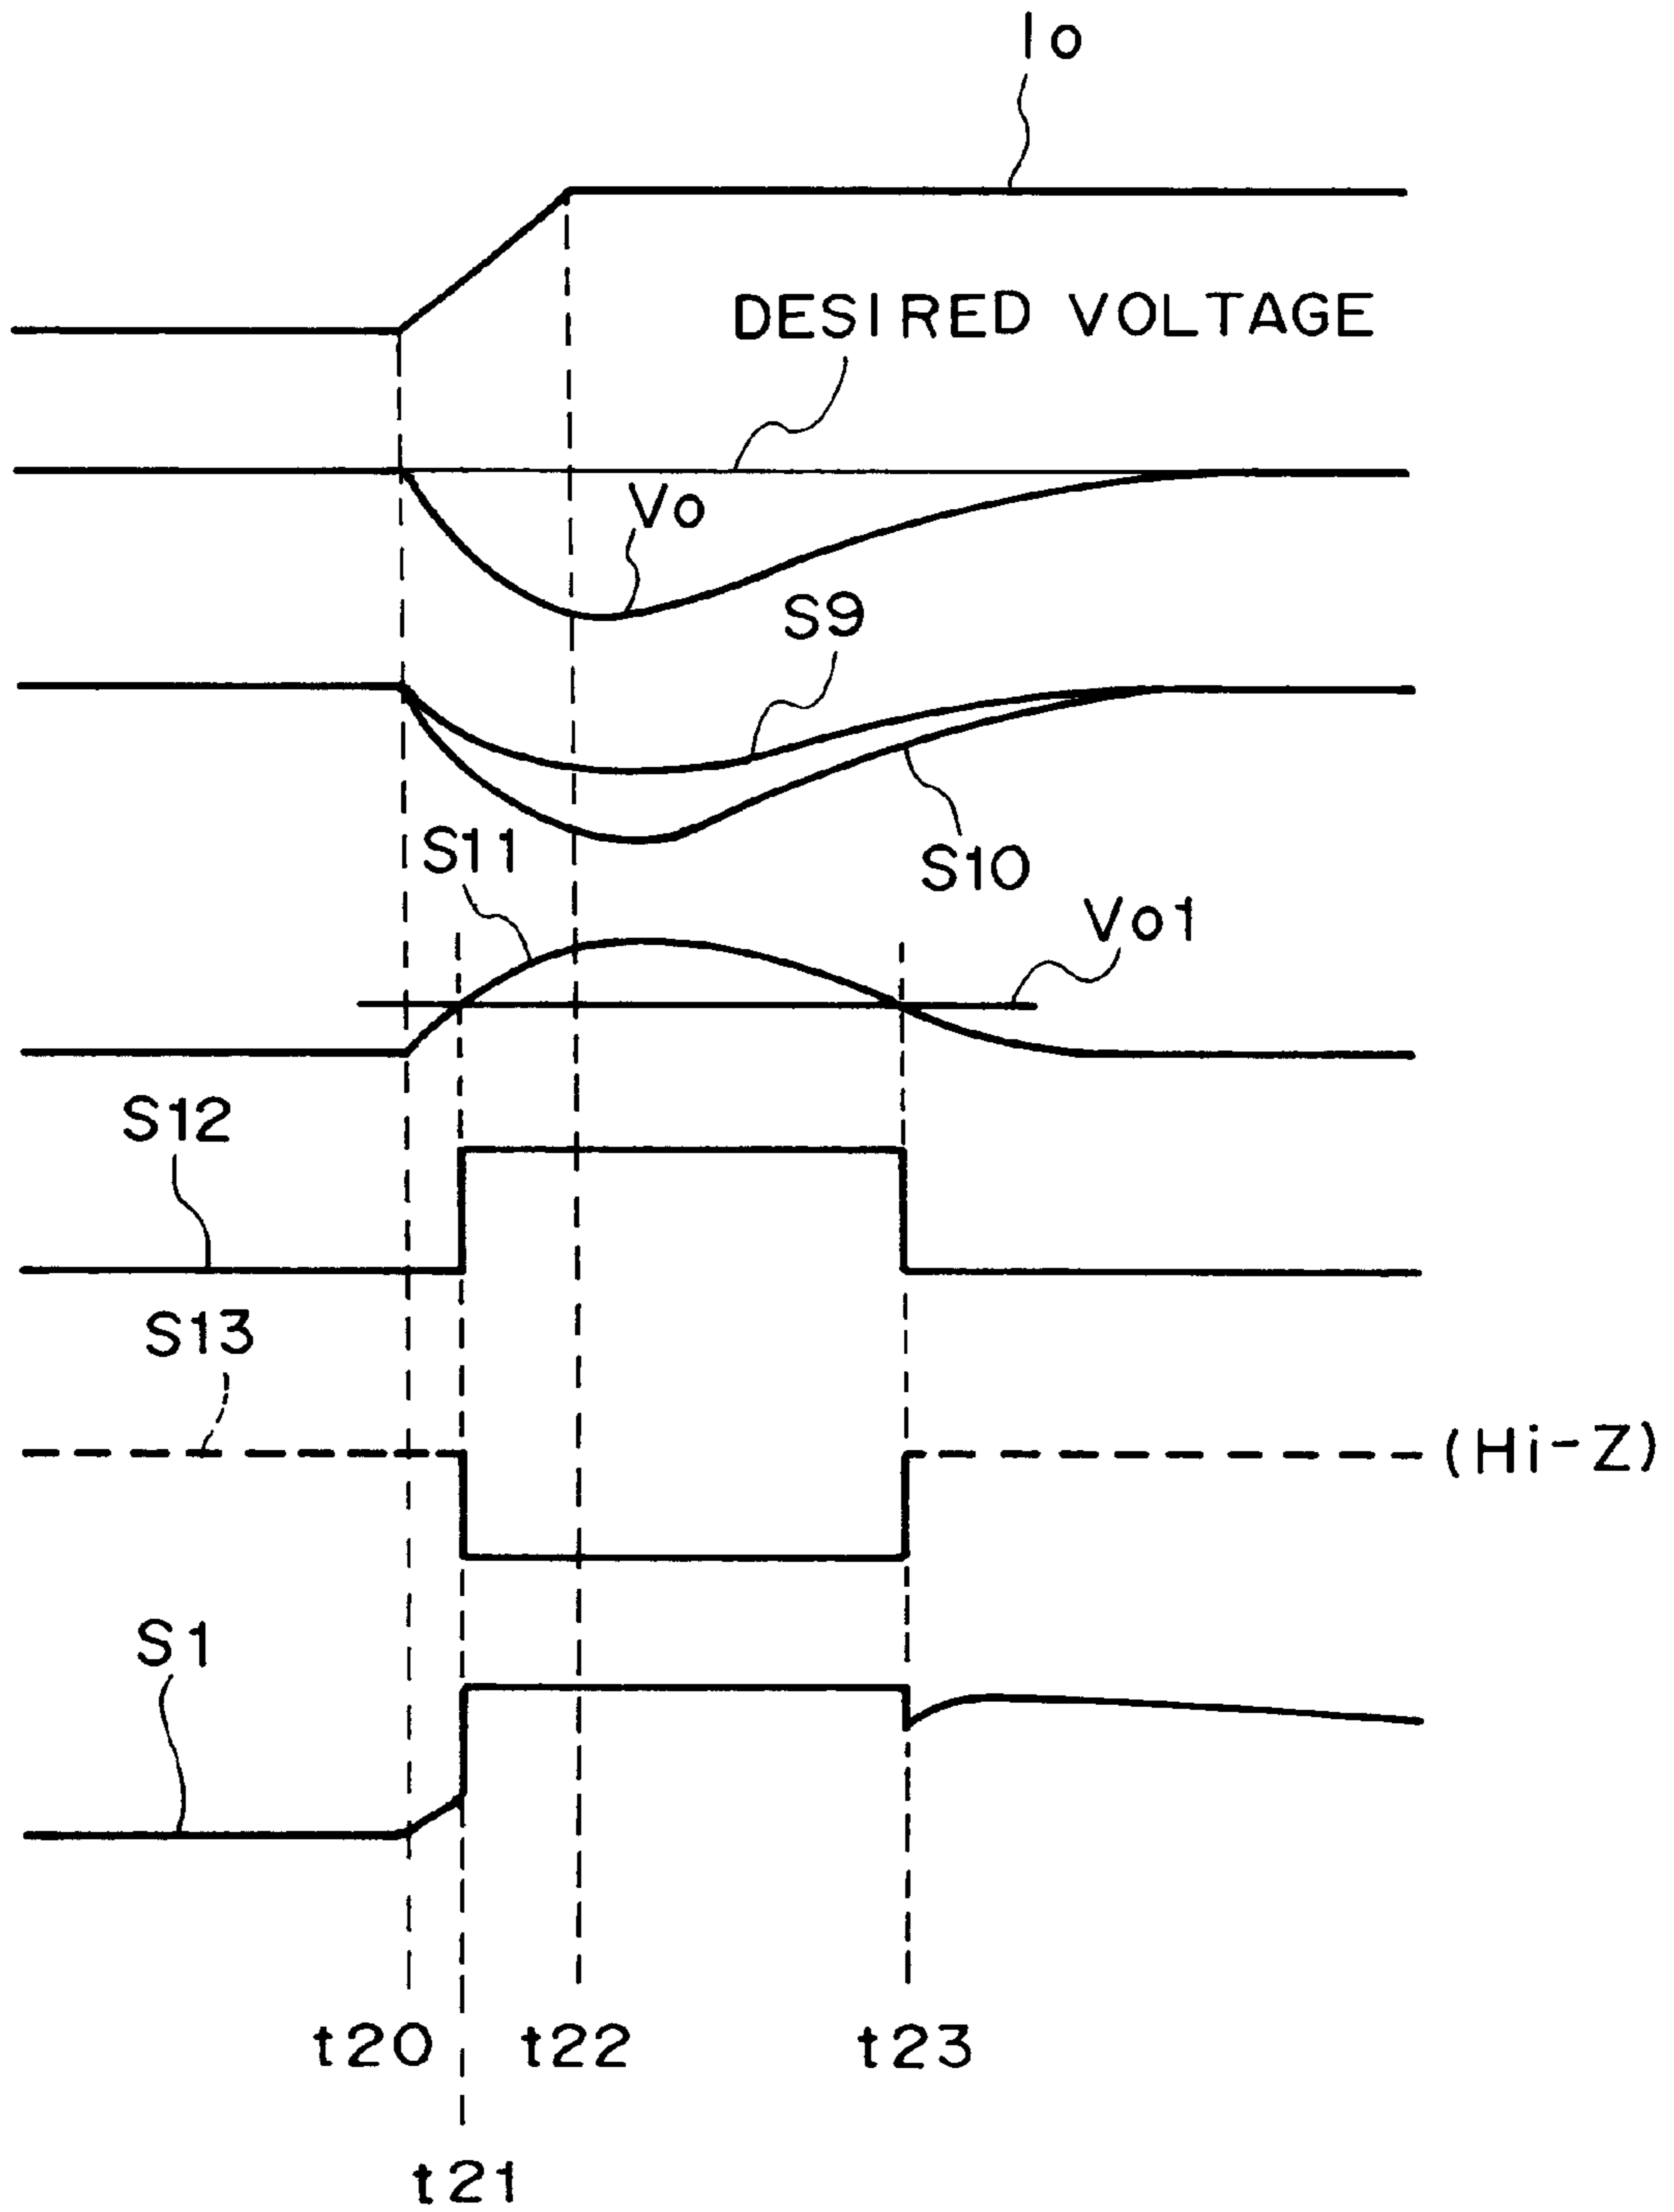 Io
DESIRED VOLTAGE
Vo
S9
S11
S10
Vo1
S12
S13
(Hi-Z)
S1
t20 t22 t23
t21